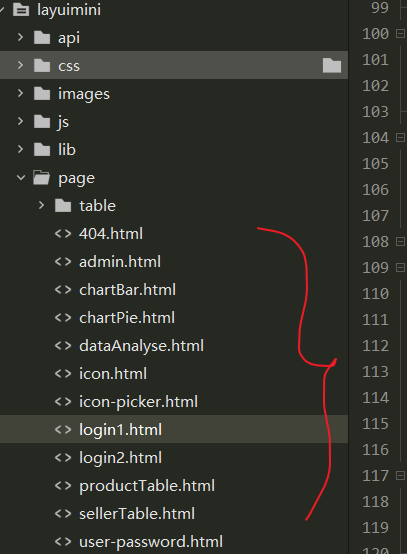 layuimini
api
css
images
js
lib
page
table
<> 404.html
<> admin.html
<> chartBar.html
<> chartPie.html
<> dataAnalyse.html
<> icon.html
<> icon-picker.html
<> login1.html
<> login2.html
<> productTable.html
<> sellerTable.html
<> user-password.html
99
100
101
102
103
104
105
106
107
108
109
110
111
112
113
114
115
116
117
118
119
120